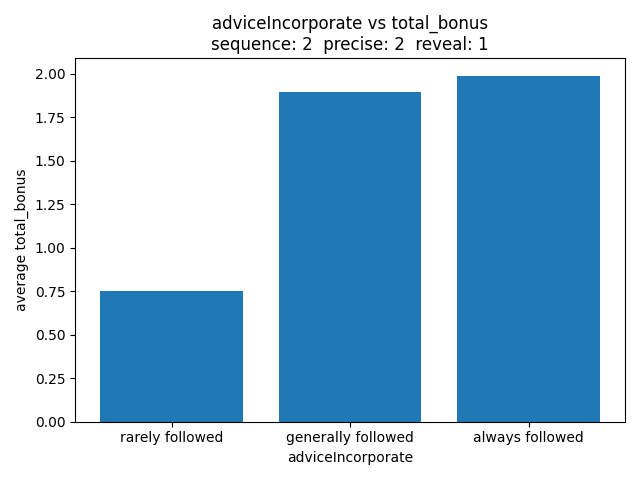 adviceIncorporate vs total_bonus
sequence: 2  precise: 2  reveal: 1
average total_bonus
2.00
1.75
1.50
1.25
1.00
0.75
0.50
0.25
0.00
rarely followed
generally followed
always followed
adviceIncorporate